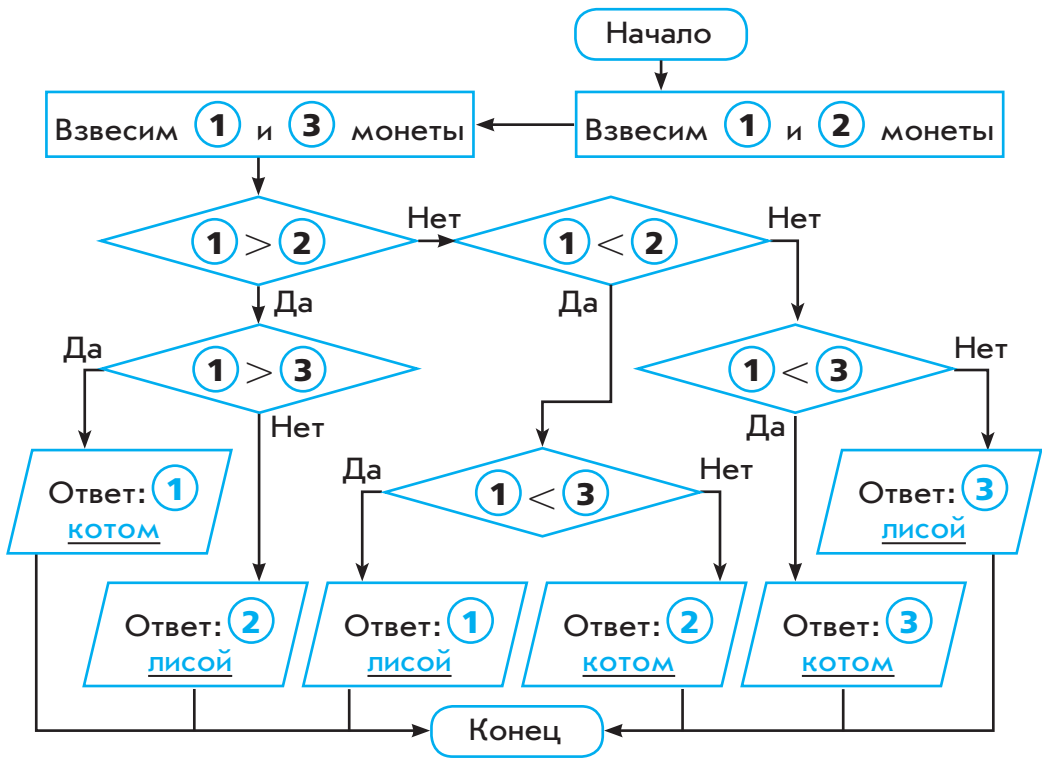 Начало
Взвесим 1 и 3 монеты
Взвесим 1 и 2 монеты
1 > 2
Нет
1 < 2
Нет
Да
Да
Да
1 > 3
Нет
1 < 3
Нет
Да
Ответ: 1
котом
Да
1 < 3
Нет
Ответ: 3
лисой
Ответ: 2
лисой
Ответ: 1
лисой
Ответ: 2
котом
Ответ: 3
котом
Конец